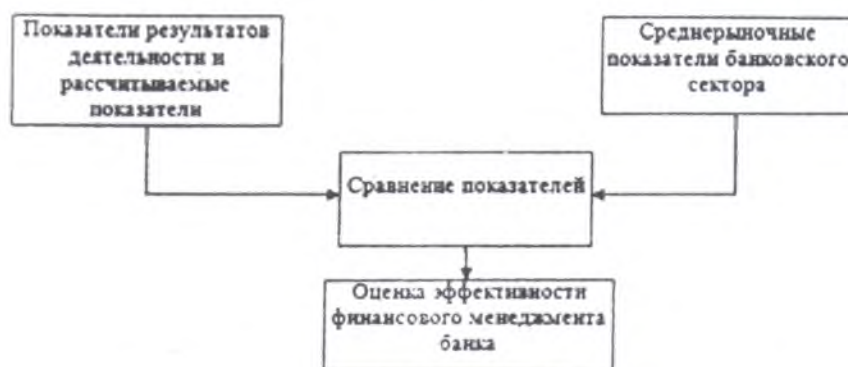 Показатели результатов
деятельности и
рассчитываемые
показатели
Среднерыночные
показатели банковского
сектора
Сравнение показателей
Оценка эффективности
финансового менеджмента
банка